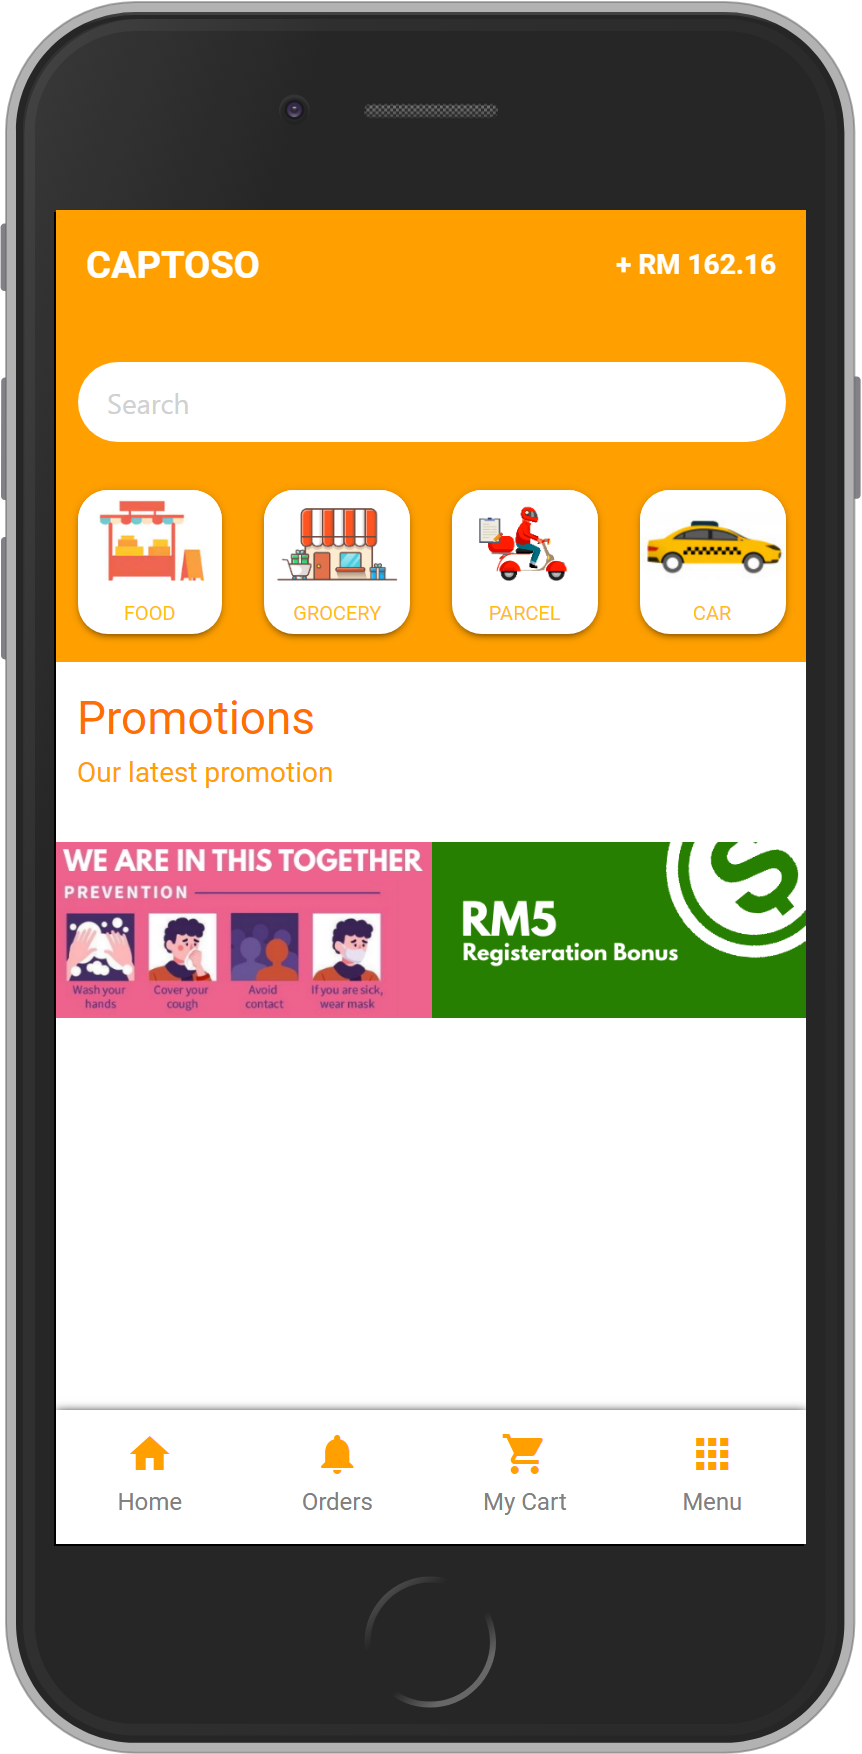 CAPTOSO
+ RM 162.16
Search
FOOD
GROCERY
PARCEL
CAR
Promotions
Our latest promotion
WE ARE IN THIS TOGETHER
PREVENTION
Wash your
hands
Cover your
cough
Avoid
contact
If you are sick,
wear mask
RM5
Registeration Bonus
Home
Orders
My Cart
Menu